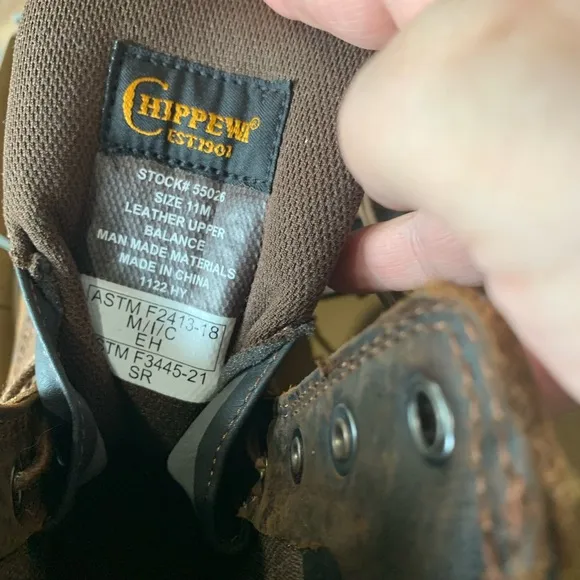 CHIPPEWA®
EST.1901
STOCK# 55026
SIZE 11M
LEATHER UPPER
BALANCE
MAN MADE MATERIALS
MADE IN CHINA
1122 HY
ASTM F2413-18
M/I/C
EH
STM F3445-21
SR